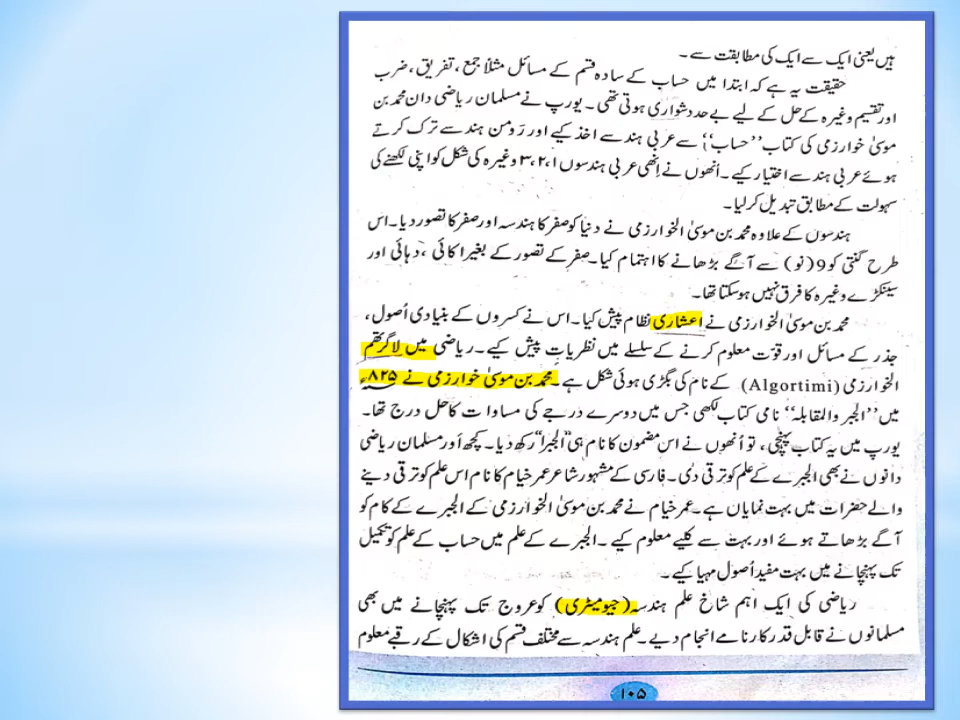 ہیں یعنی ایک سے ایک کی مطابقت سے۔
حقیقت یہ ہے کہ ابتدا میں حساب کے سادہ قسم کے مسائل مثلاً جمع، تفریق، ضرب
اور تقسیم وغیرہ کے حل کے لیے بے حد دشواری ہوتی تھی۔ یورپ نے مسلمان ریاضی دان محمد بن
موسیٰ خوارزمی کی کتاب ’’حساب‘‘ سے عربی ہند سے اخذ کیے اور رومن ہند سے ترک کرتے
ہوئے عربی ہند سے اختیار کیے۔ اُنھوں نے اِنھی عربی ہندسوں ۱، ۲، ۳ وغیرہ کی شکل کو اپنی لکھنے کی
سہولت کے مطابق تبدیل کر لیا۔
ہندسوں کے علاوہ محمد بن موسیٰ الخوارزمی نے دنیا کو صفر کا ہندسہ اور صفر کا تصور دیا۔ اس
طرح گنتی کو 9 (نو) سے آگے بڑھانے کا اہتمام کیا۔ صفر کے تصور کے بغیر اکائی، دہائی اور
سینکڑے وغیرہ کا فرق نہیں ہو سکتا تھا۔
محمد بن موسیٰ الخوارزمی نے اعشاری نظام پیش کیا۔ اس نے کسروں کے بنیادی اُصول،
جذر کے مسائل اور قوّت معلوم کرنے کے سلسلے میں نظریات پیش کیے۔ ریاضی میں لاگرتھم
الخوارزمی (Algortimi) کے نام کی بگڑی ہوئی شکل ہے۔ محمد بن موسیٰ خوارزمی نے ۸۲۵ء
میں ’’الجبر والمقابلہ‘‘ نامی کتاب لکھی جس میں دوسرے درجے کی مساوات کا حل درج تھا۔
یورپ میں یہ کتاب پہنچی، تو اُنھوں نے اس مضمون کا نام ہی ’’الجبرا‘‘ رکھ دیا۔ کچھ اور مسلمان ریاضی
دانوں نے بھی الجبرے کے علم کو ترقی دی۔ فارسی کے مشہور شاعر عمر خیام کا نام اس علم کو ترقی دینے
والے حضرات میں بہت نمایاں ہے۔ عمر خیام نے محمد بن موسیٰ الخوارزمی کے الجبرے کے کام کو
آگے بڑھاتے ہوئے اور بہت سے کلیے معلوم کیے۔ الجبرے کے علم میں حساب کے علم کو تکمیل
تک پہنچانے میں بہت مفید اُصول مہیا کیے۔
ریاضی کی ایک اہم شاخ علم ہندسہ (جیومیٹری) کو عروج تک پہنچانے میں بھی
مسلمانوں نے قابل قدر کارنامے انجام دیے۔ علم ہندسہ سے مختلف قسم کی اشکال کے رقبے معلوم
۱۰۵